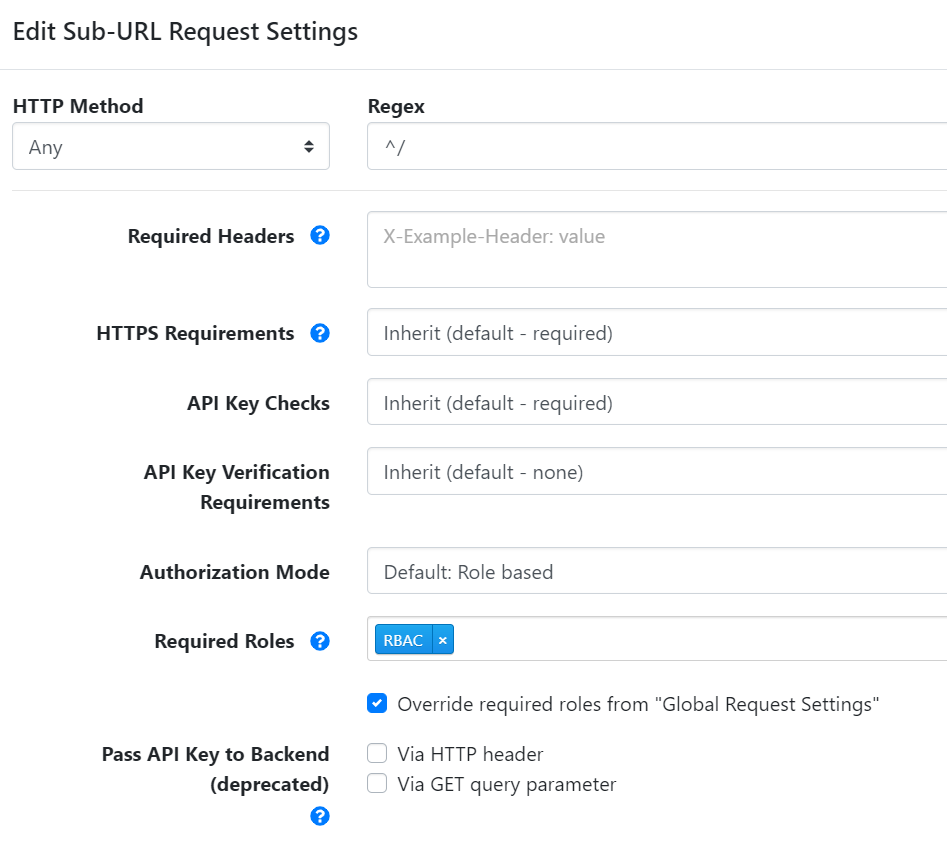 Edit Sub-URL Request Settings
HTTP Method
Regex
Any
^/
Required Headers ?
X-Example-Header: value
HTTPS Requirements ?
Inherit (default - required)
API Key Checks
Inherit (default - required)
API Key Verification
Requirements
Inherit (default - none)
Authorization Mode
Default: Role based
Required Roles ?
RBAC ×
Override required roles from "Global Request Settings"
Pass API Key to Backend
(deprecated)
?
Via HTTP header
Via GET query parameter